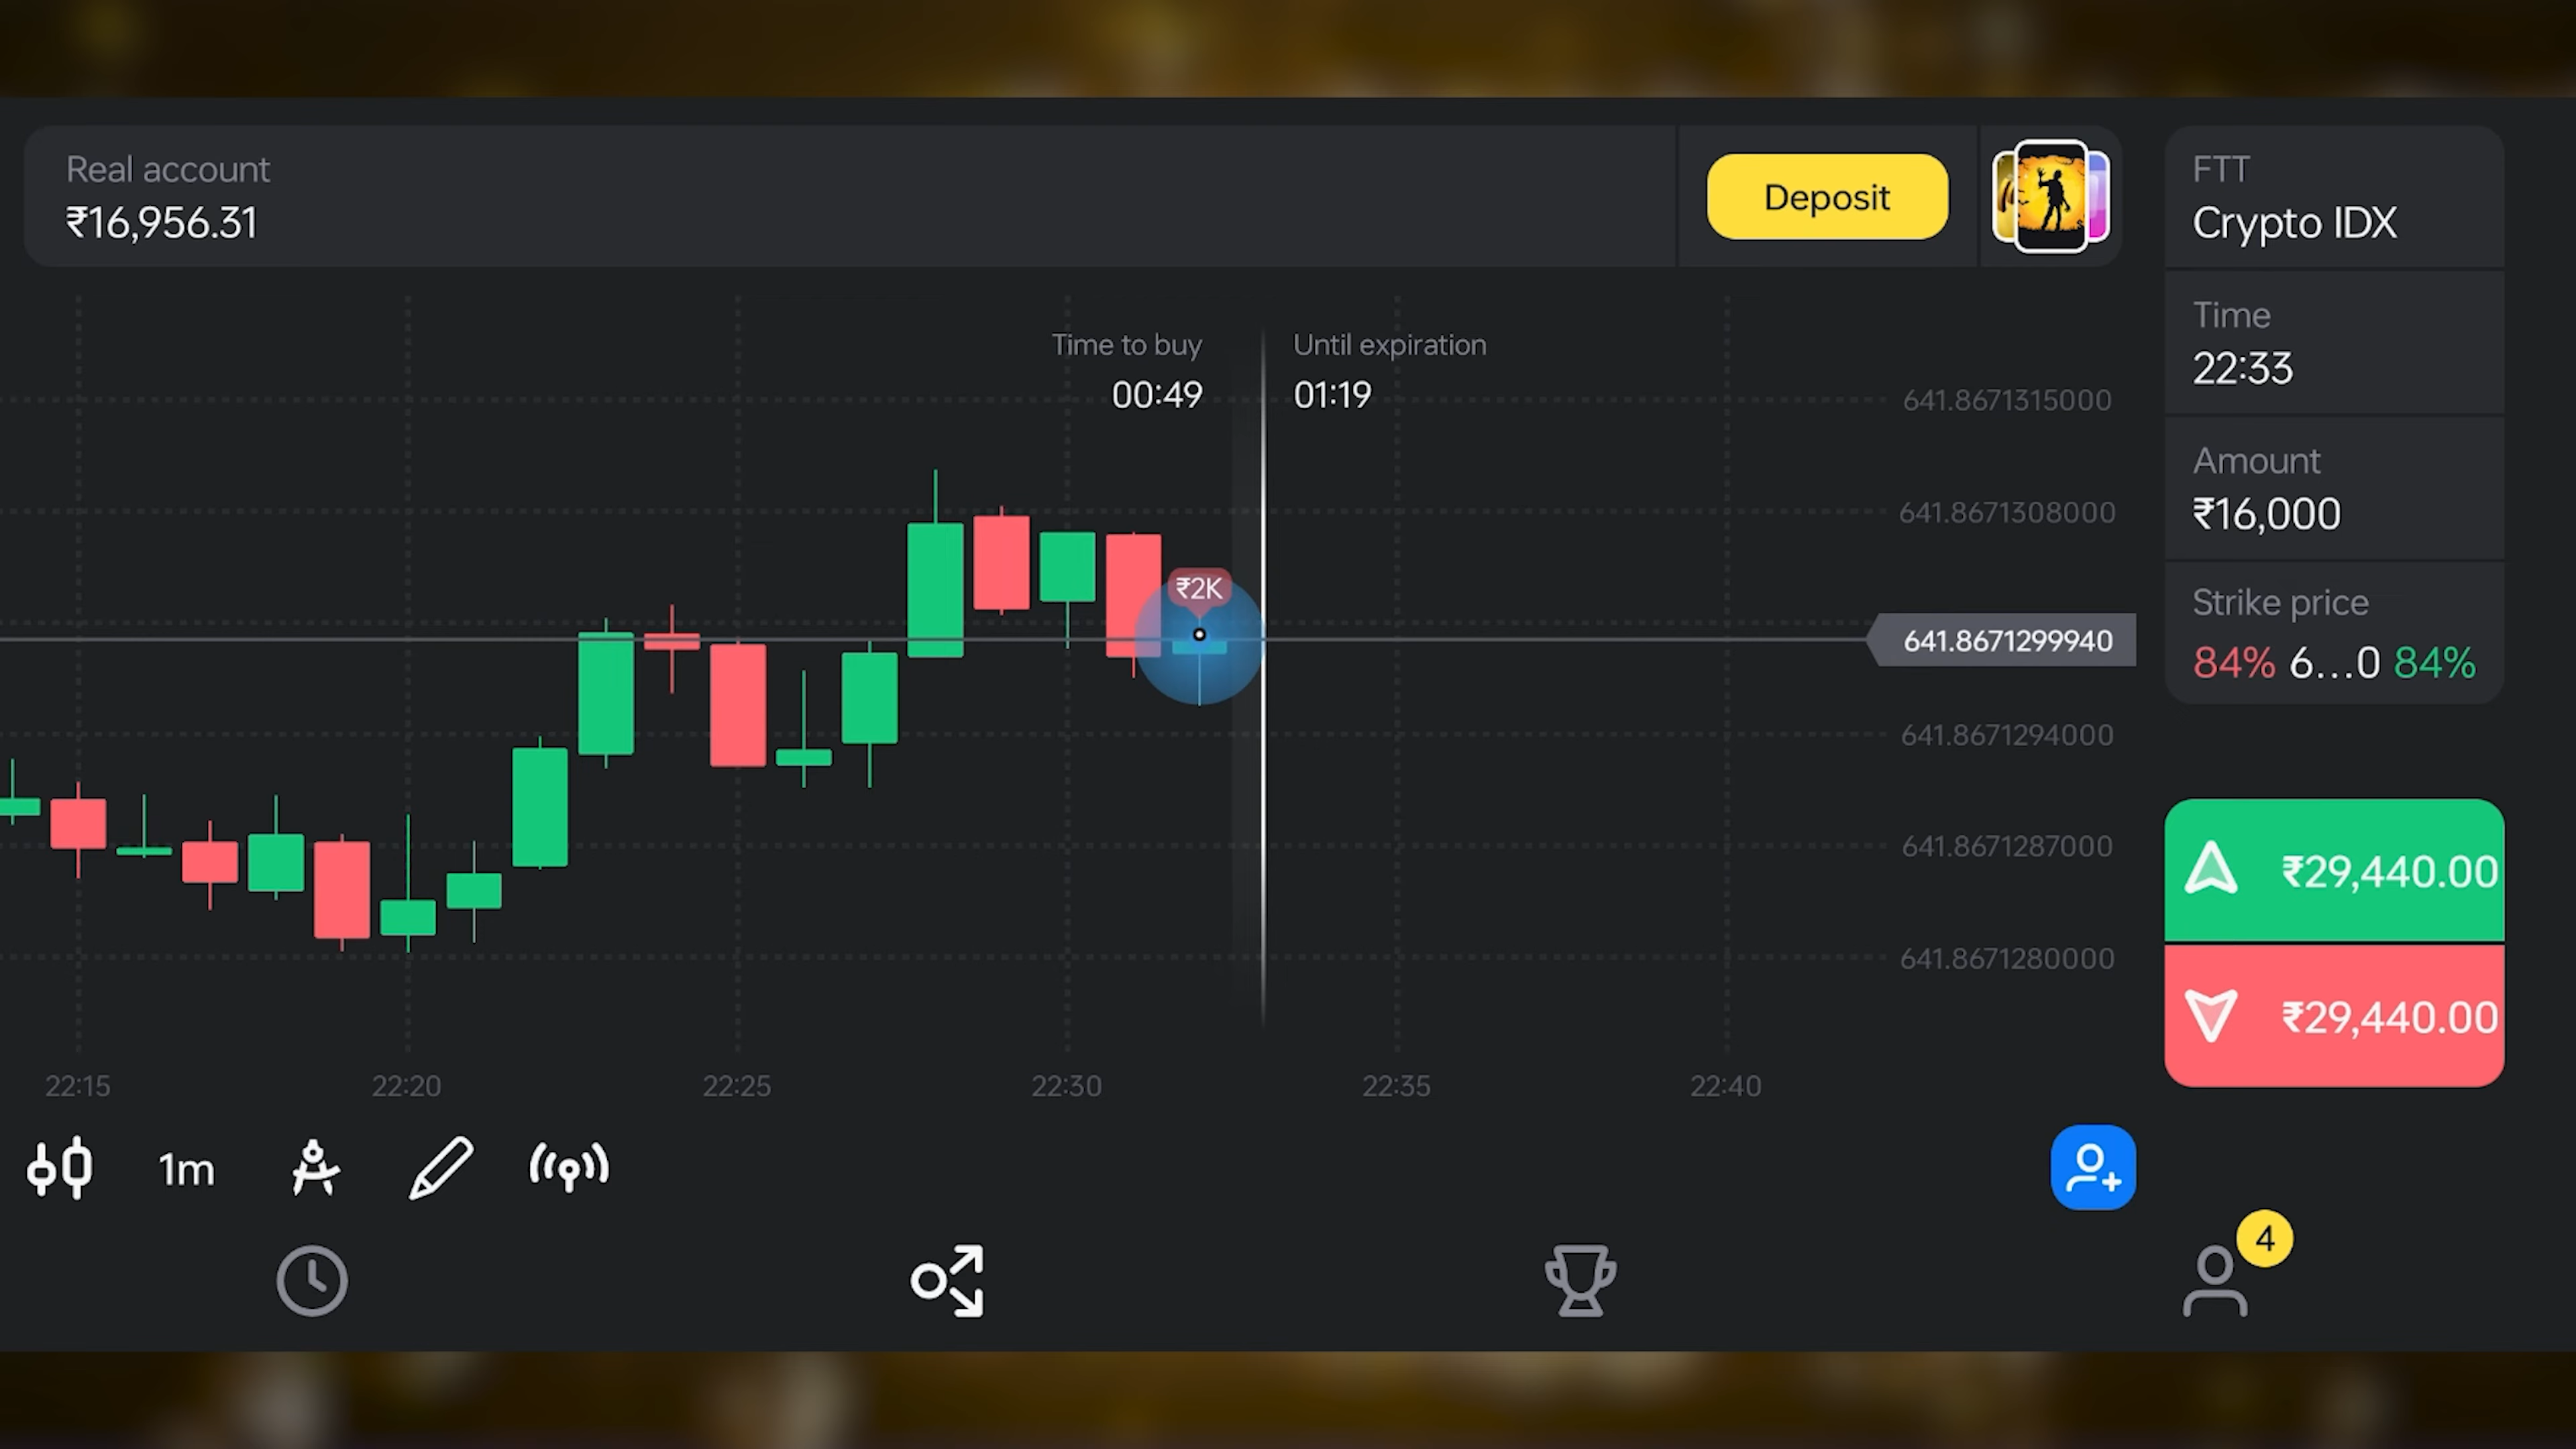 Real account
₹16,956.31
Deposit
FTT
Crypto IDX
Time
22:33
Amount
₹16,000
Strike price
84% 6...0 84%
Time to buy
00:49
Until expiration
01:19
641.8671315000
641.8671308000
₹2K
641.8671299940
641.8671294000
641.8671287000
641.8671280000
₹29,440.00
₹29,440.00
22:15
22:20
22:25
22:30
22:35
22:40
1m
4